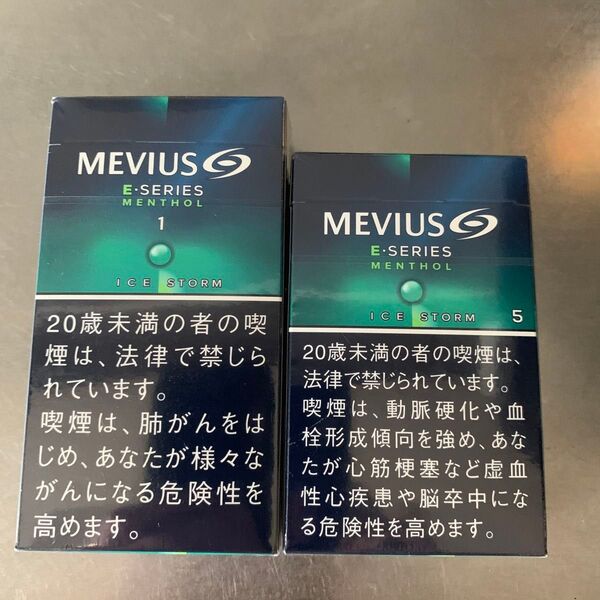 MEVIUS
E·SERIES
MENTHOL
1
ICE STORM
20歳未満の者の喫
煙は、法律で禁じら
れています。
喫煙は、肺がんをは
じめ、あなたが様々な
がんになる危険性を
高めます。
MEVIUS
E·SERIES
MENTHOL
ICE STORM 5
20歳未満の者の喫煙は、
法律で禁じられています。
喫煙は、動脈硬化や血
栓形成傾向を強め、あな
たが心筋梗塞など虚血
性心疾患や脳卒中にな
る危険性を高めます。